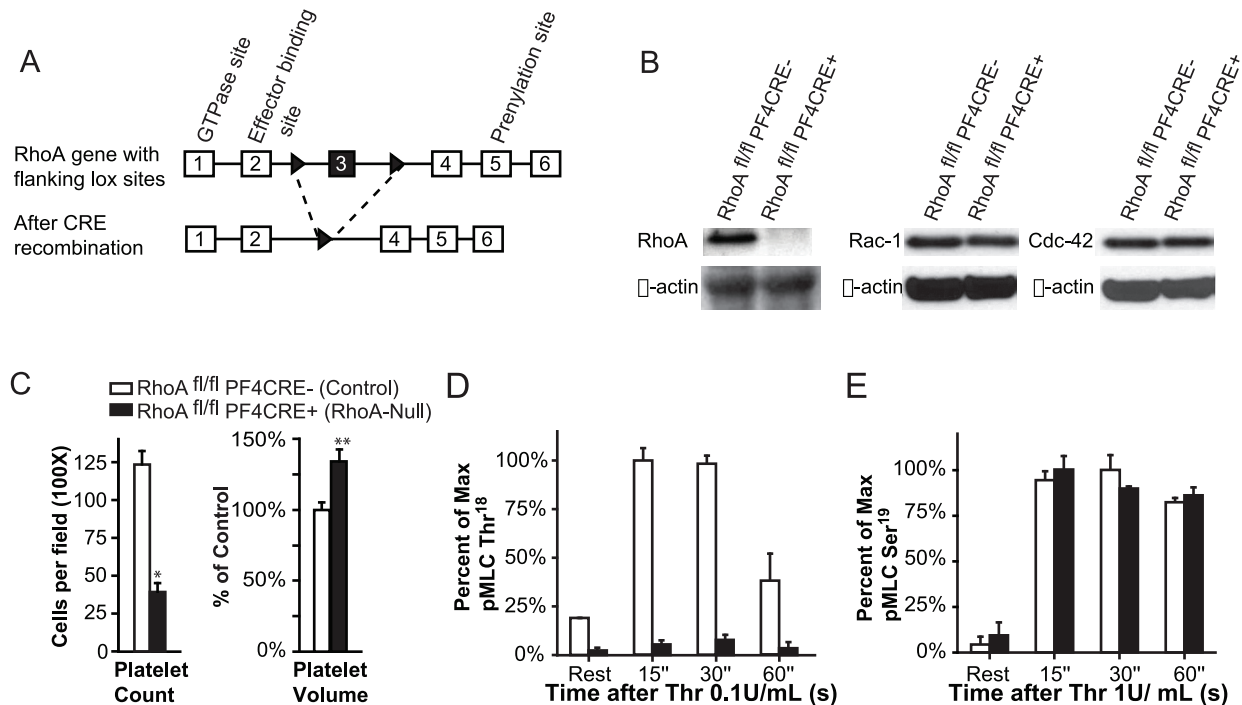 A
GTPase site
Effector binding
site
Prenylation site
RhoA gene with
flanking lox sites
1 2 3 4 5 6
After CRE
recombination
1 2 4 5 6
B
RhoA fl/fl PF4CRE-
RhoA fl/fl PF4CRE+
RhoA fl/fl PF4CRE-
RhoA fl/fl PF4CRE+
RhoA fl/fl PF4CRE-
RhoA fl/fl PF4CRE+
RhoA
Rac-1
Cdc-42
▯-actin
▯-actin
▯-actin
C
RhoA fl/fl PF4CRE- (Control)
RhoA fl/fl PF4CRE+ (RhoA-Null)
Cells per field (100X)
125
100
75
50
25
0
*
Platelet
Count
% of Control
150%
100%
50%
0%
**
Platelet
Volume
D
Percent of Max
pMLC Thr18
100%
75%
50%
25%
0%
Rest 15" 30" 60"
Time after Thr 0.1U/mL (s)
E
Percent of Max
pMLC Ser19
100%
75%
50%
25%
0%
Rest 15" 30" 60"
Time after Thr 1U/ mL (s)